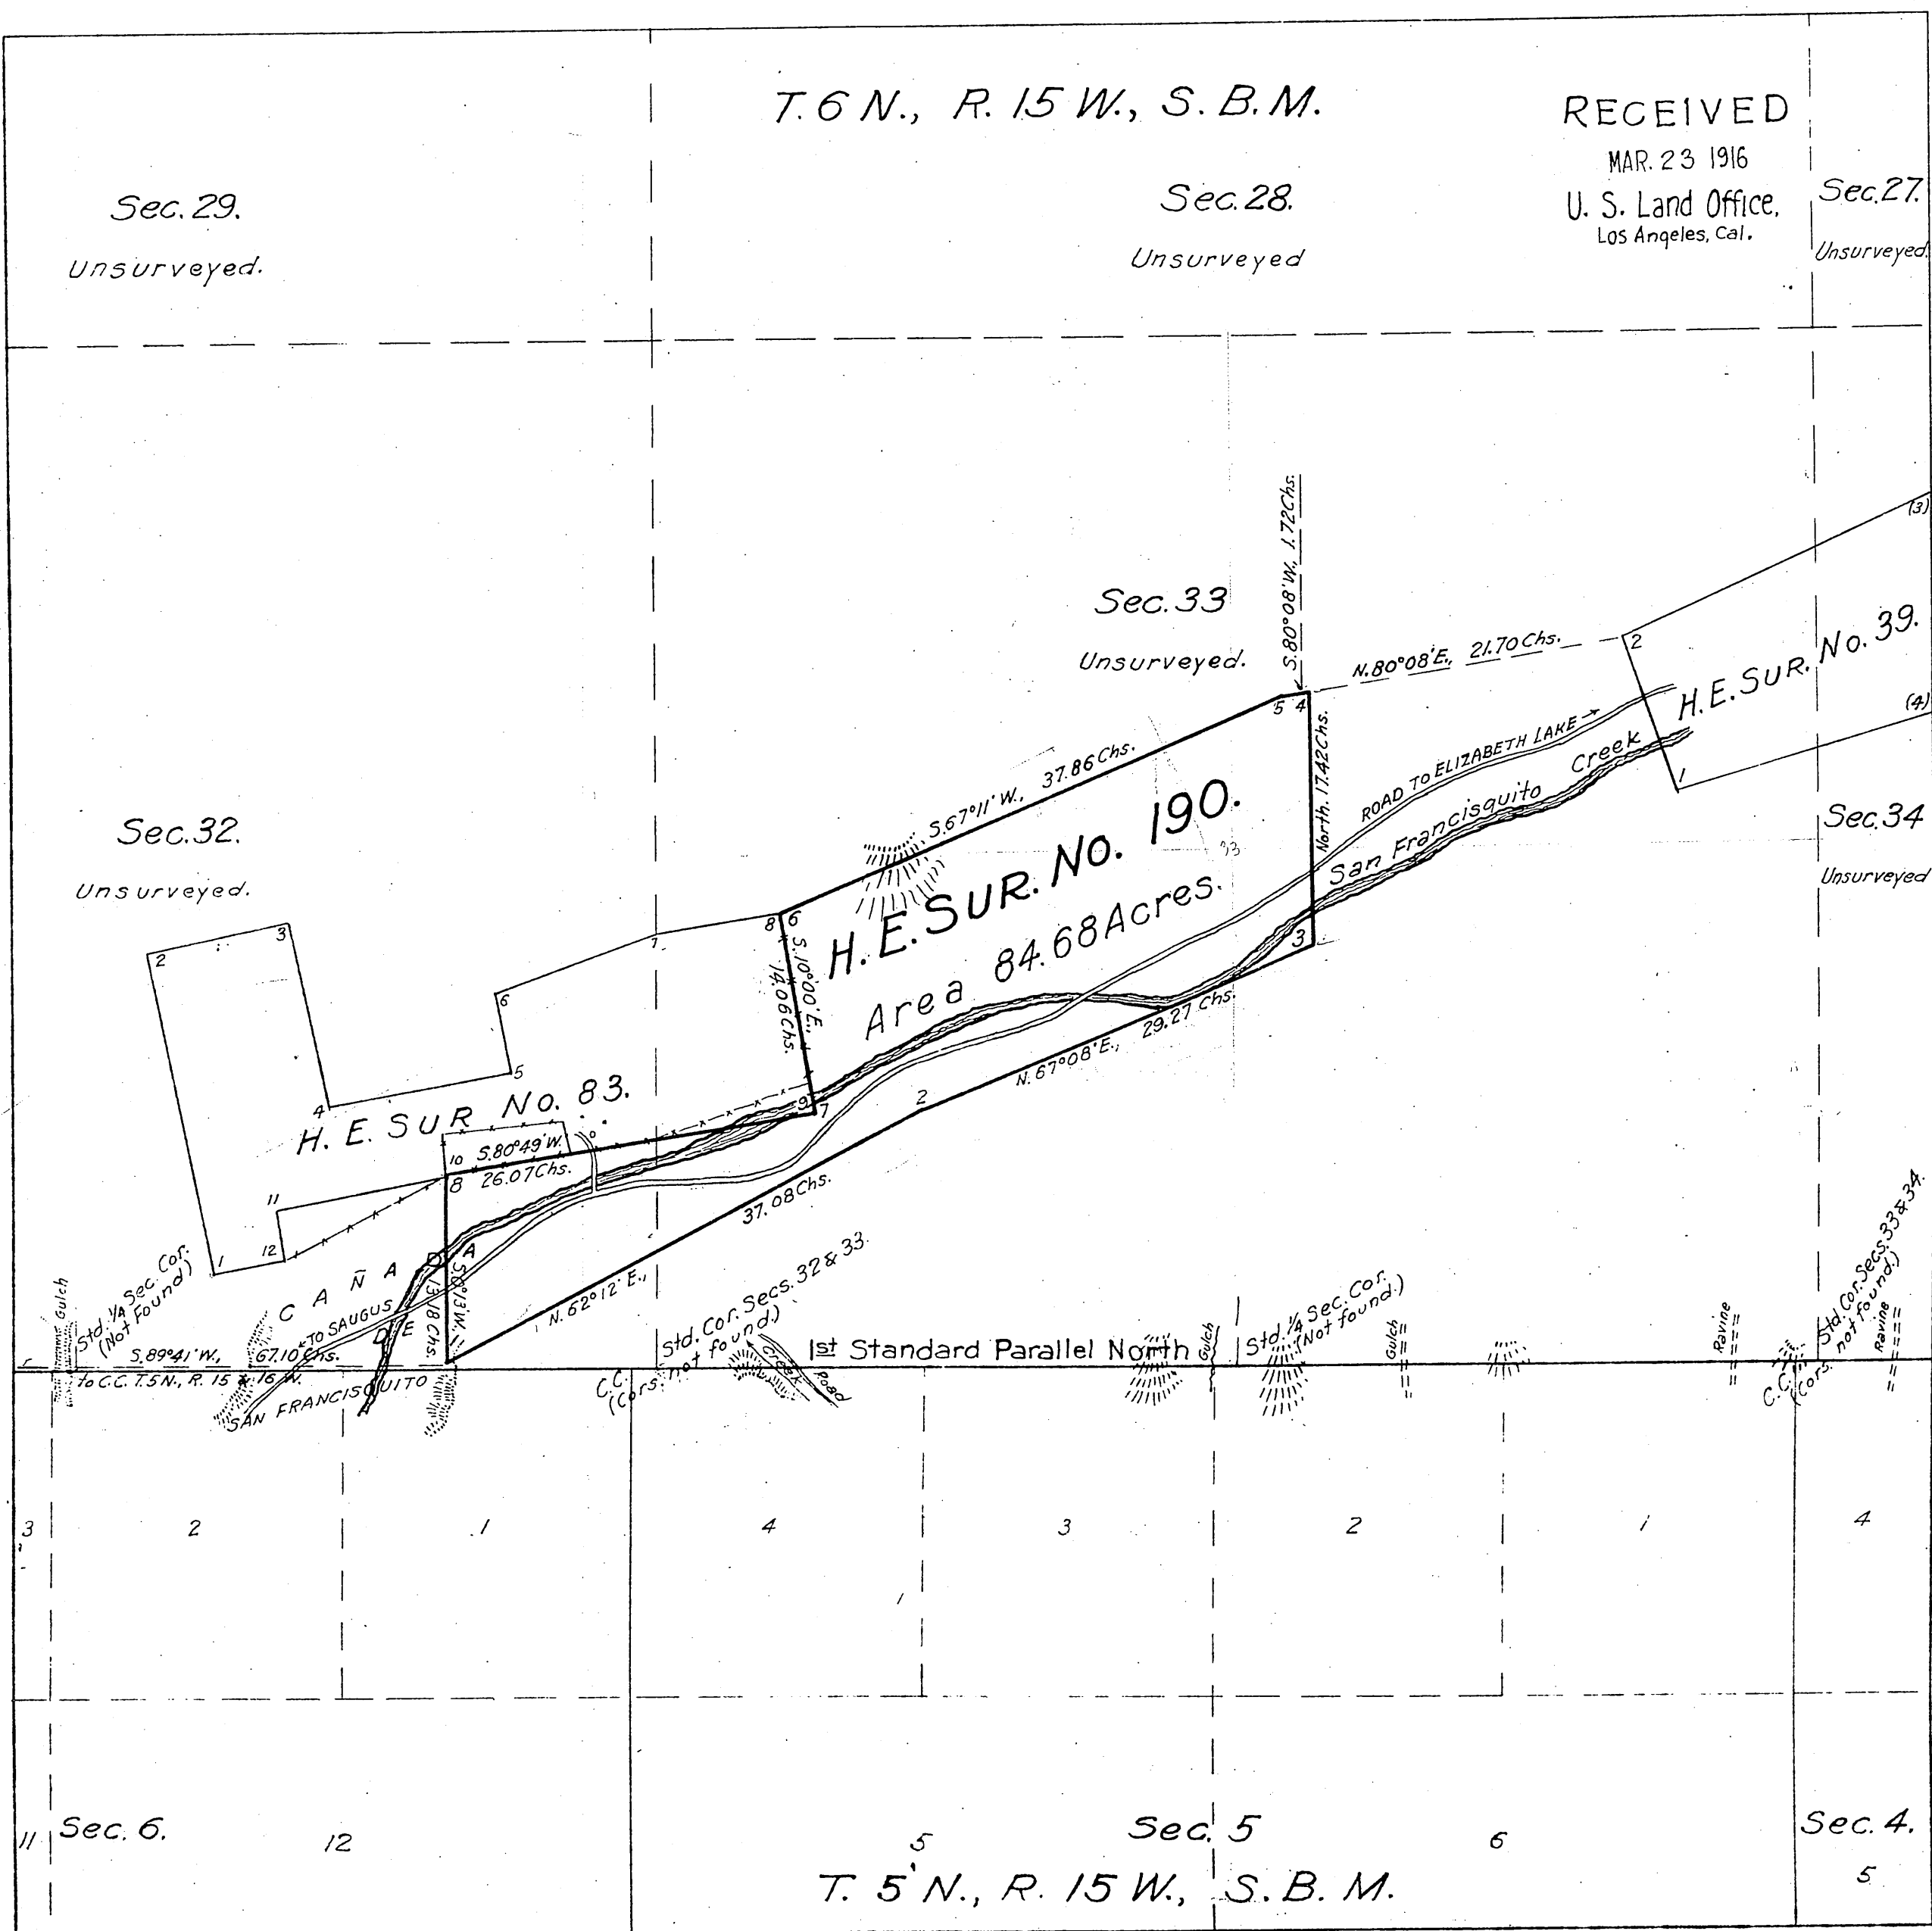 T. 6 N., R. 15 W., S. B. M.
RECEIVED
MAR. 23 1916
U. S. Land Office,
Los Angeles, Cal.
Sec. 29.
Unsurveyed.
Sec. 28.
Unsurveyed
Sec. 27.
Unsurveyed.
Sec. 33
Unsurveyed.
S. 80° 08' W., 1.72 Chs.
N. 80° 08' E., 21.70 Chs.
2
(3)
H. E. SUR. No. 39.
(4)
1
5 4
North. 17.42 Chs.
ROAD TO ELIZABETH LAKE →
San Francisquito Creek
S. 67° 11' W., 37.86 Chs.
H. E. SUR. No. 190.
33
Area 84.68 Acres.
3
Sec. 32.
Unsurveyed.
Sec. 34
Unsurveyed
2
3
8 6
7
S. 10° 00' E.,
14.06 Chs.
6
5
4
H. E. SUR No. 83.
9
7
2
N. 67° 08' E., 29.27 Chs.
10 S. 80° 49' W.
8 26.07 Chs.
11
12
1
37.08 Chs.
N. 62° 12' E.,
S. 0° 13' W.
13.18 Chs.
1
CAÑADA
DE
← TO SAUGUS
SAN FRANCISQUITO
Gulch
Std. 1/4 Sec. Cor.
(Not Found)
S. 89° 41' W., 67.10 Chs.
to C.C. T. 5 N., R. 15 & 16 W.
Std. Cor. Secs. 32 & 33.
C.C.
(Cors. not found.)
Creek
Road
1st Standard Parallel North
Gulch
Std. 1/4 Sec. Cor.
(Not found.)
Gulch
Ravine
Std. Cor. Secs. 33 & 34.
C.C.
(Cors. not found.)
Ravine
3
2
1
4
3
2
1
4
11
Sec. 6.
12
5
Sec. 5
6
Sec. 4.
5
T. 5 N., R. 15 W., S. B. M.